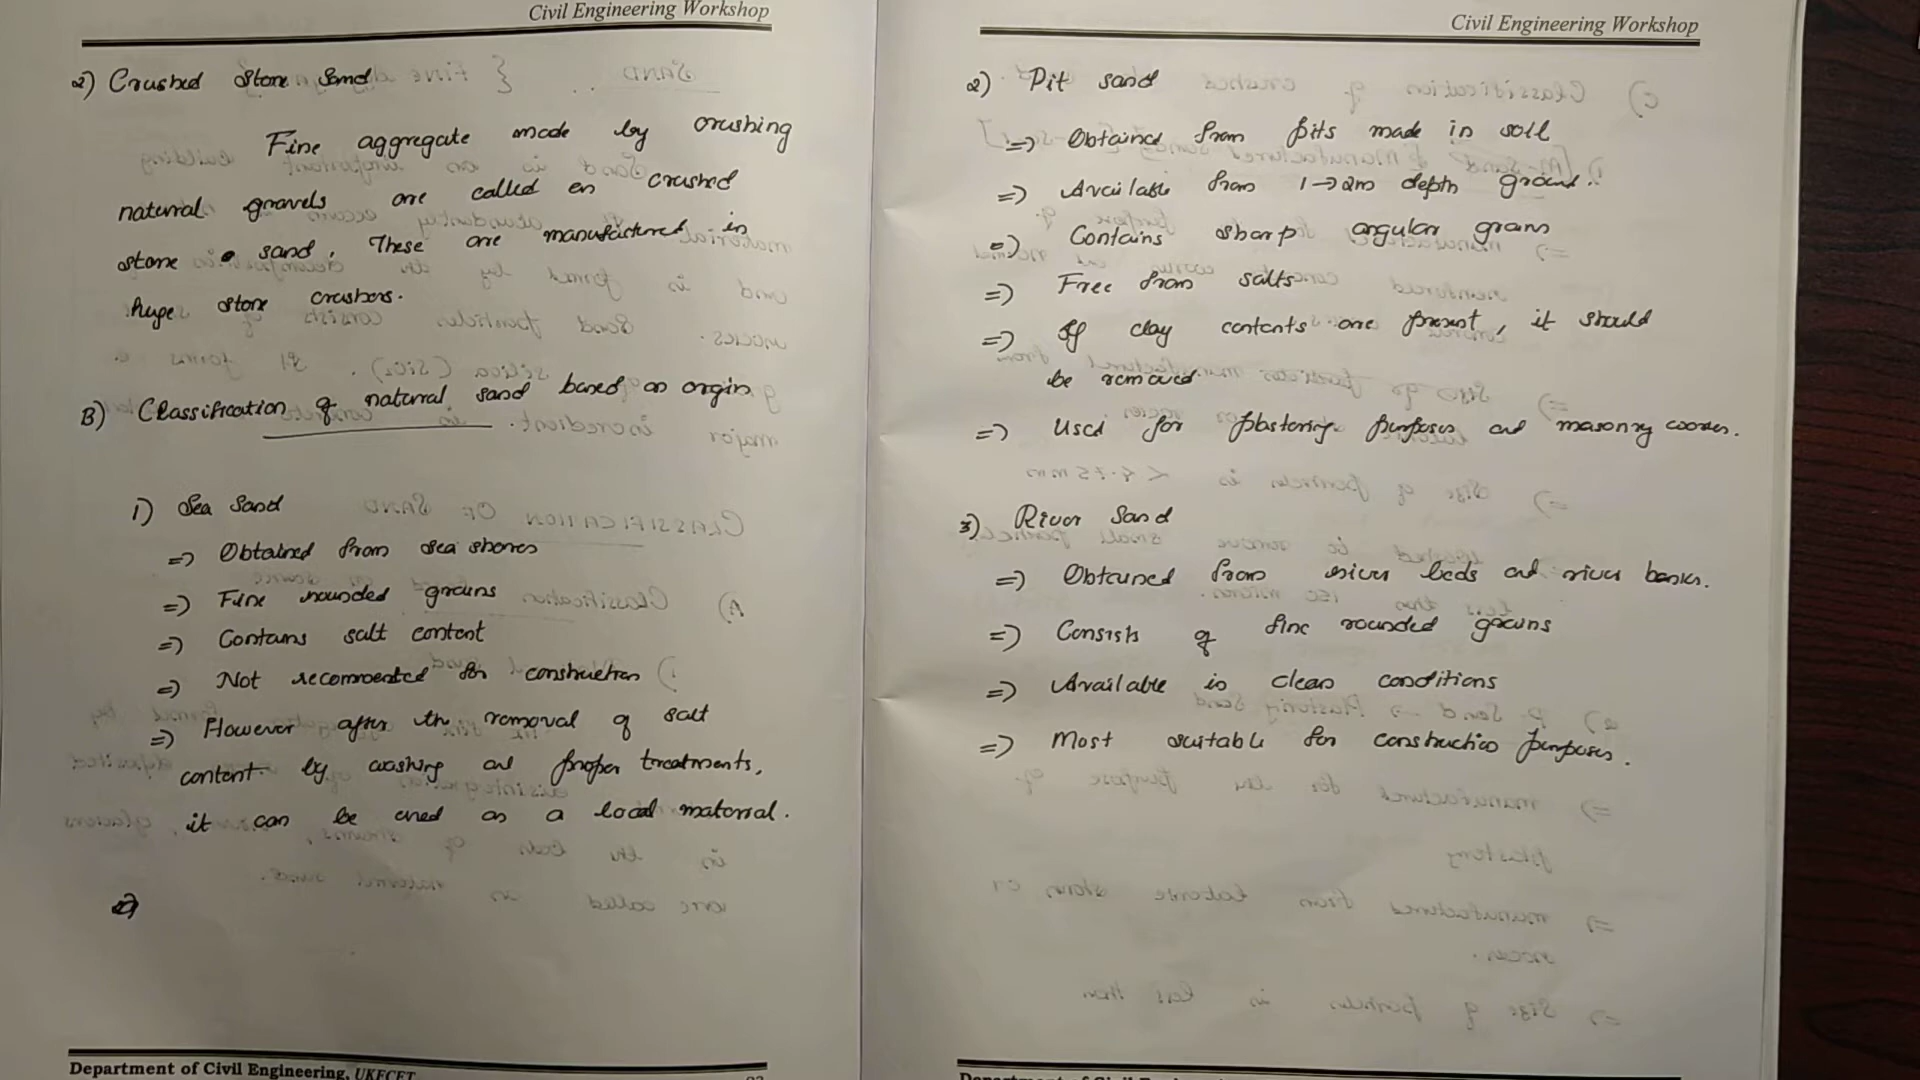 Civil Engineering Workshop
2) Crushed Stone Sand
Fine aggregate made by crushing
natural gravels are called as crushed
stone sand. These are manufactured in
huge stone crushers.
B) Classification of natural sand based on origin
1) Sea Sand
=> Obtained from sea shores
=> Fine rounded grains
=> Contains salt content
=> Not recommented for construction
=> However after the removal of salt
content by washing and proper treatments,
it can be used as a local material.
2)
Department of Civil Engineering, UKFCET
Civil Engineering Workshop
2) Pit sand
=> Obtained from pits made in soil
=> Available from 1→2m depth ground.
=> Contains sharp angular grains
=> Free from salts
=> If clay contents are present, it should
be removed
=> Used for plastering purposes and masonry works.
3) River Sand
=> Obtained from river beds and river banks.
=> Consists of fine rounded grains
=> Available in clean conditions
=> Most suitable for construction purposes.